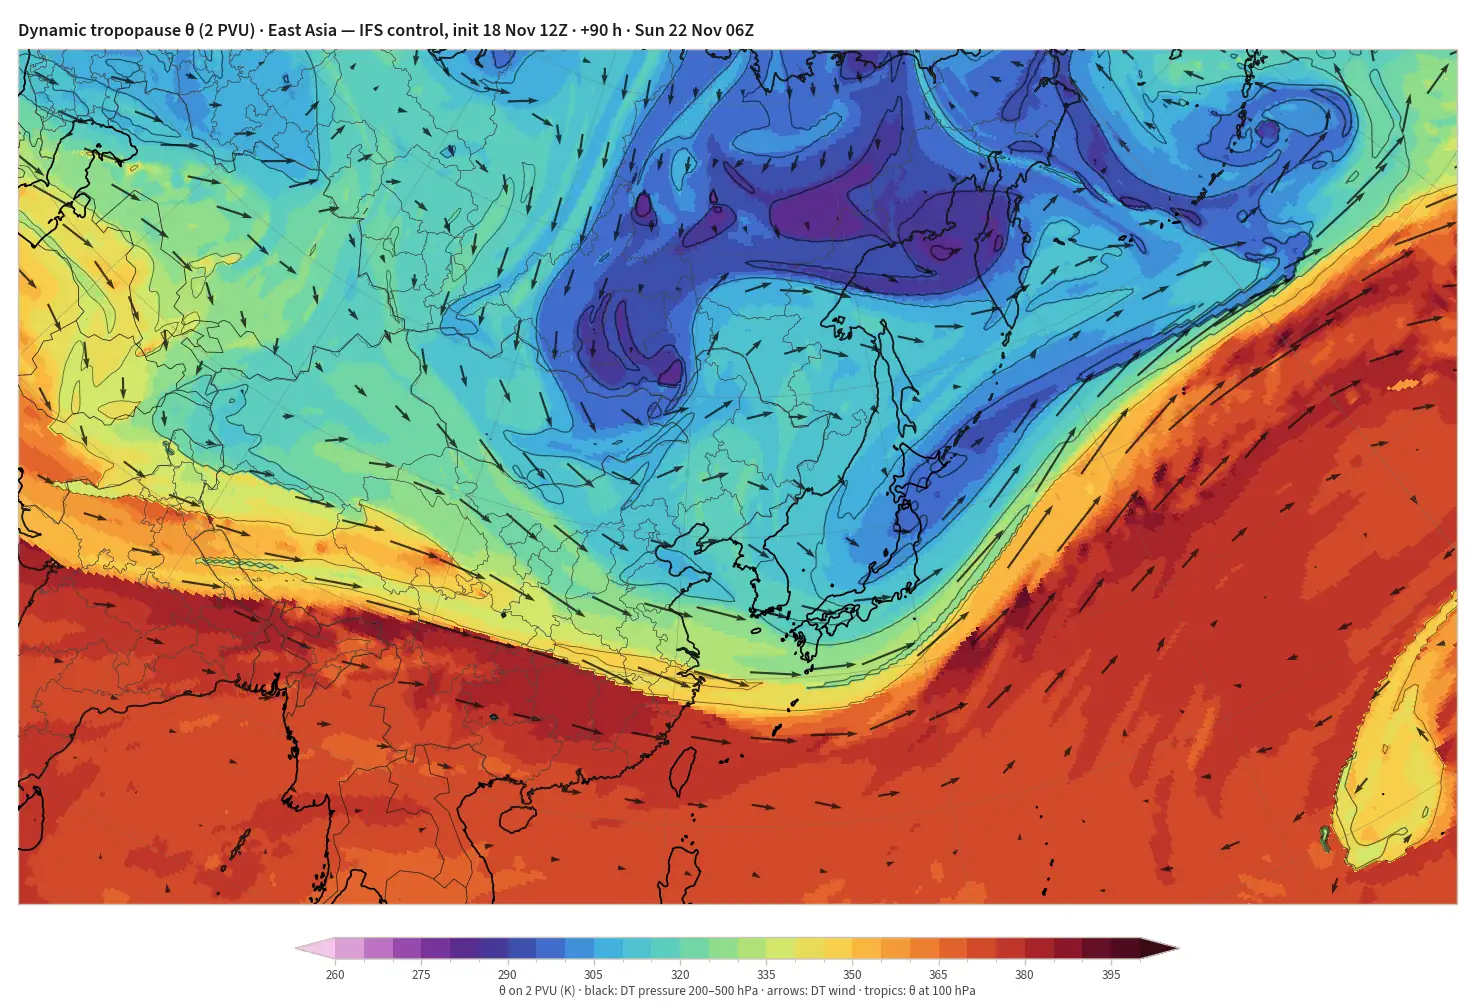 Dynamic tropopause θ (2 PVU) · East Asia — IFS control, init 18 Nov 12Z · +90 h · Sun 22 Nov 06Z
260 275 290 305 320 335 350 365 380 395
θ on 2 PVU (K) · black: DT pressure 200–500 hPa · arrows: DT wind · tropics: θ at 100 hPa